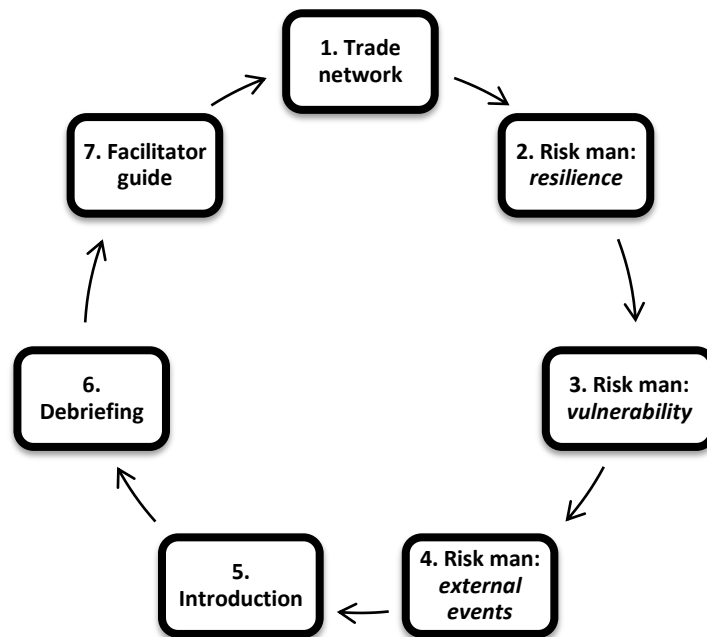 1. Trade
network
2. Risk man:
resilience
3. Risk man:
vulnerability
4. Risk man:
external
events
5.
Introduction
6.
Debriefing
7. Facilitator
guide